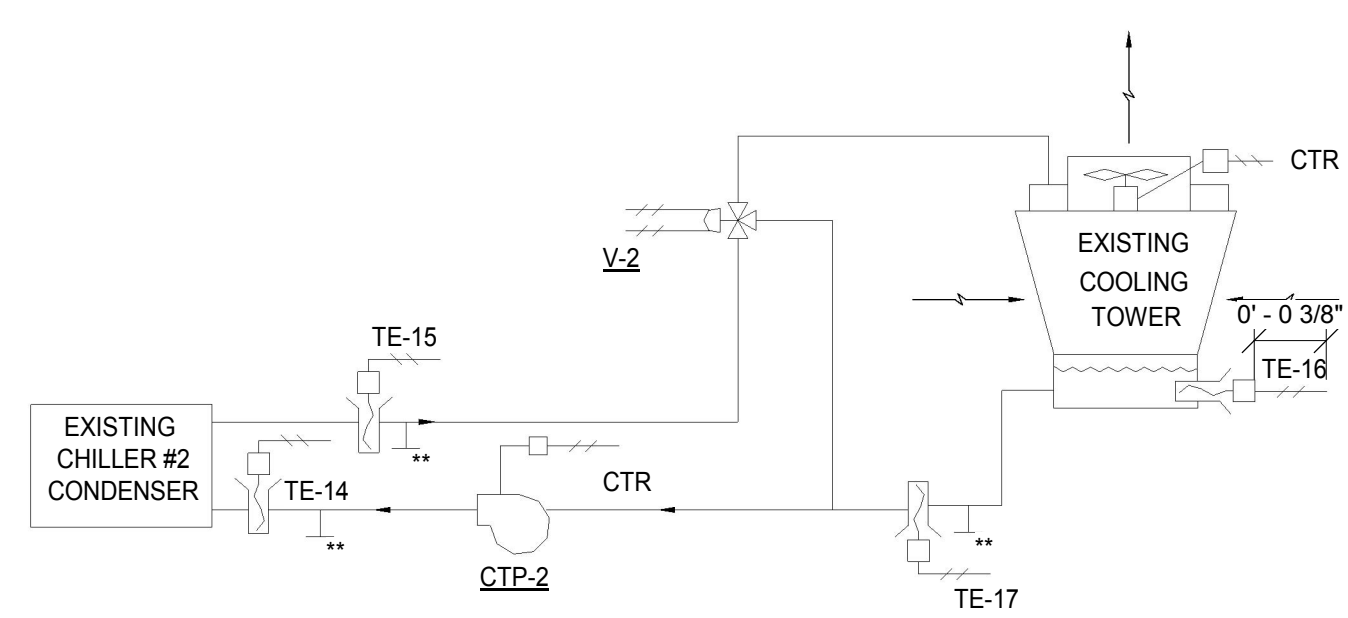 CTR
V-2
EXISTING
COOLING
TOWER
0' - 0 3/8"
TE-16
TE-15
EXISTING
CHILLER #2
CONDENSER
**
TE-14
**
CTR
CTP-2
**
TE-17